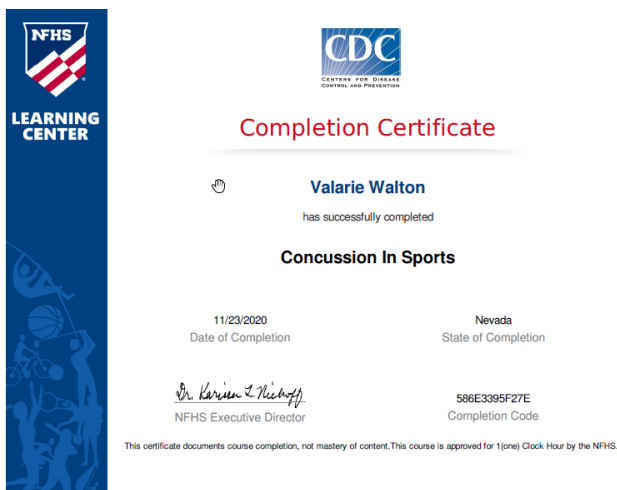 NFHS
LEARNING
CENTER
CDC
CENTERS FOR DISEASE
CONTROL AND PREVENTION
Completion Certificate
Valarie Walton
has successfully completed
Concussion In Sports
11/23/2020
Date of Completion
Nevada
State of Completion
Dr. Karissa L Niehoff
NFHS Executive Director
586E3395F27E
Completion Code
This certificate documents course completion, not mastery of content.This course is approved for 1(one) Clock Hour by the NFHS.